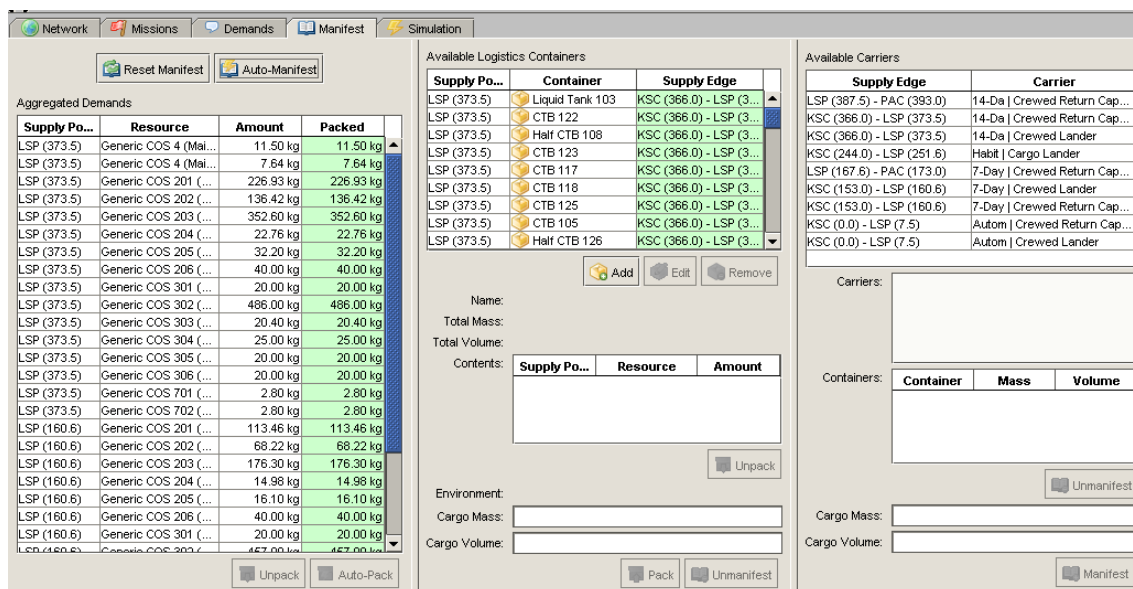 Network Missions Demands Manifest Simulation
Reset Manifest Auto-Manifest
Aggregated Demands
Supply Po... Resource Amount Packed
LSP (373.5) Generic COS 4 (Mai... 11.50 kg 11.50 kg
LSP (373.5) Generic COS 4 (Mai... 7.64 kg 7.64 kg
LSP (373.5) Generic COS 201 (... 226.93 kg 226.93 kg
LSP (373.5) Generic COS 202 (... 136.42 kg 136.42 kg
LSP (373.5) Generic COS 203 (... 352.60 kg 352.60 kg
LSP (373.5) Generic COS 204 (... 22.76 kg 22.76 kg
LSP (373.5) Generic COS 205 (... 32.20 kg 32.20 kg
LSP (373.5) Generic COS 206 (... 40.00 kg 40.00 kg
LSP (373.5) Generic COS 301 (... 20.00 kg 20.00 kg
LSP (373.5) Generic COS 302 (... 486.00 kg 486.00 kg
LSP (373.5) Generic COS 303 (... 20.40 kg 20.40 kg
LSP (373.5) Generic COS 304 (... 25.00 kg 25.00 kg
LSP (373.5) Generic COS 305 (... 20.00 kg 20.00 kg
LSP (373.5) Generic COS 306 (... 20.00 kg 20.00 kg
LSP (373.5) Generic COS 701 (... 2.80 kg 2.80 kg
LSP (373.5) Generic COS 702 (... 2.80 kg 2.80 kg
LSP (160.6) Generic COS 201 (... 113.46 kg 113.46 kg
LSP (160.6) Generic COS 202 (... 68.22 kg 68.22 kg
LSP (160.6) Generic COS 203 (... 176.30 kg 176.30 kg
LSP (160.6) Generic COS 204 (... 14.98 kg 14.98 kg
LSP (160.6) Generic COS 205 (... 16.10 kg 16.10 kg
LSP (160.6) Generic COS 206 (... 40.00 kg 40.00 kg
LSP (160.6) Generic COS 301 (... 20.00 kg 20.00 kg
Unpack Auto-Pack
Available Logistics Containers
Supply Po... Container Supply Edge
LSP (373.5) Liquid Tank 103 KSC (366.0) - LSP (3...
LSP (373.5) CTB 122 KSC (366.0) - LSP (3...
LSP (373.5) Half CTB 108 KSC (366.0) - LSP (3...
LSP (373.5) CTB 123 KSC (366.0) - LSP (3...
LSP (373.5) CTB 117 KSC (366.0) - LSP (3...
LSP (373.5) CTB 118 KSC (366.0) - LSP (3...
LSP (373.5) CTB 125 KSC (366.0) - LSP (3...
LSP (373.5) CTB 105 KSC (366.0) - LSP (3...
LSP (373.5) Half CTB 126 KSC (366.0) - LSP (3...
Add Edit Remove
Name:
Total Mass:
Total Volume:
Contents: Supply Po... Resource Amount
Unpack
Environment:
Cargo Mass:
Cargo Volume:
Pack Unmanifest
Available Carriers
Supply Edge Carrier
LSP (387.5) - PAC (393.0) 14-Da | Crewed Return Cap...
KSC (366.0) - LSP (373.5) 14-Da | Crewed Return Cap...
KSC (366.0) - LSP (373.5) 14-Da | Crewed Lander
KSC (244.0) - LSP (251.6) Habit | Cargo Lander
LSP (167.6) - PAC (173.0) 7-Day | Crewed Return Cap...
KSC (153.0) - LSP (160.6) 7-Day | Crewed Lander
KSC (153.0) - LSP (160.6) 7-Day | Crewed Return Cap...
KSC (0.0) - LSP (7.5) Autom | Crewed Return Cap...
KSC (0.0) - LSP (7.5) Autom | Crewed Lander
Carriers:
Containers: Container Mass Volume
Unmanifest
Cargo Mass:
Cargo Volume:
Manifest